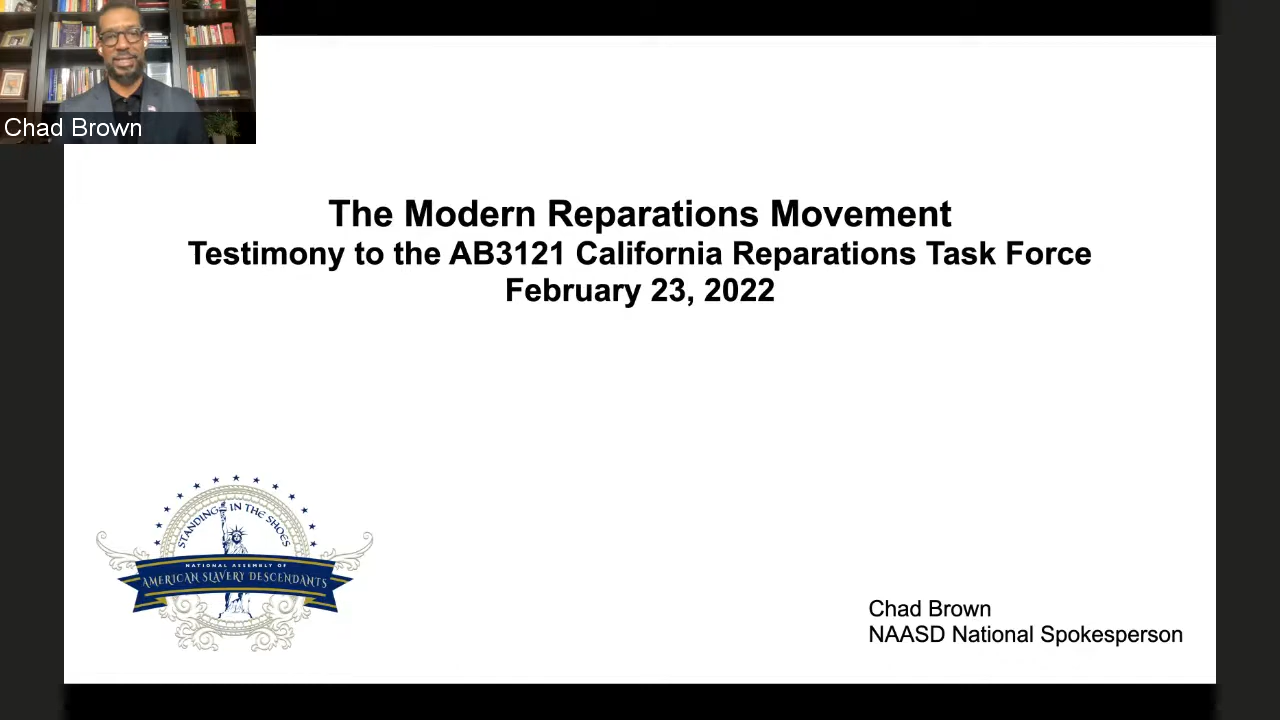 Chad Brown
The Modern Reparations Movement
Testimony to the AB3121 California Reparations Task Force
February 23, 2022
STANDING IN THE SHOES
NATIONAL ASSEMBLY OF
AMERICAN SLAVERY DESCENDANTS
Chad Brown
NAASD National Spokesperson